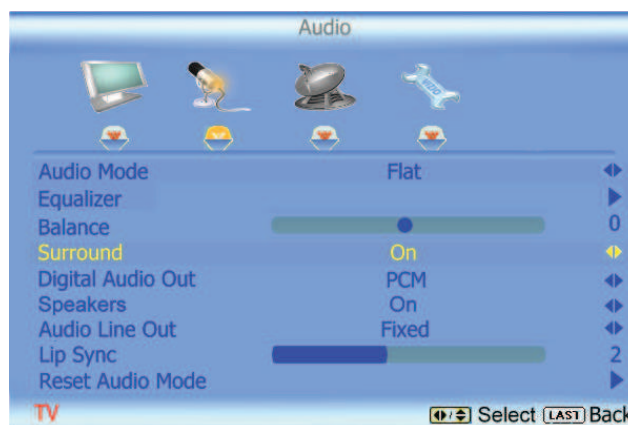 Audio
Audio Mode Flat
Equalizer
Balance 0
Surround On
Digital Audio Out PCM
Speakers On
Audio Line Out Fixed
Lip Sync 2
Reset Audio Mode
TV Select LAST Back